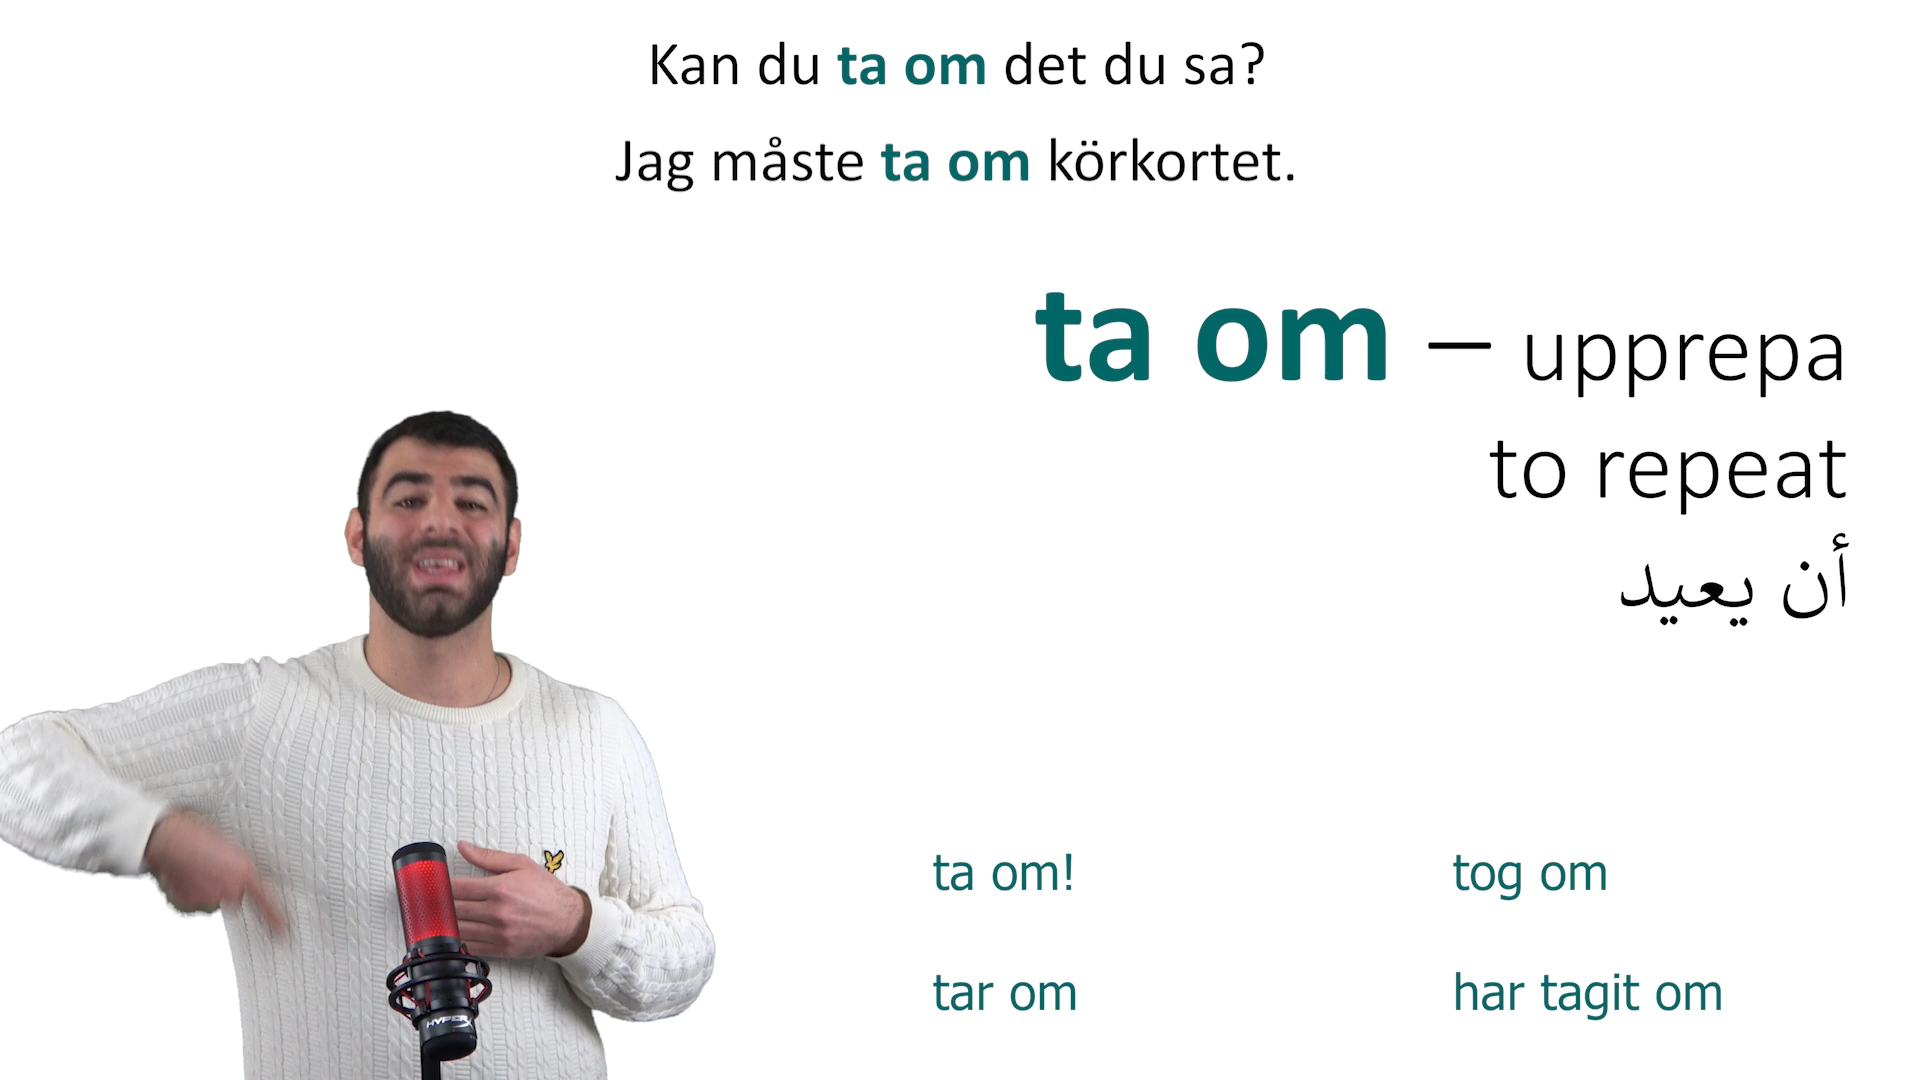 Kan du ta om det du sa?
Jag måste ta om körkortet.
ta om – upprepa
to repeat
أن يعيد
ta om!
tog om
tar om
har tagit om
HYPERX